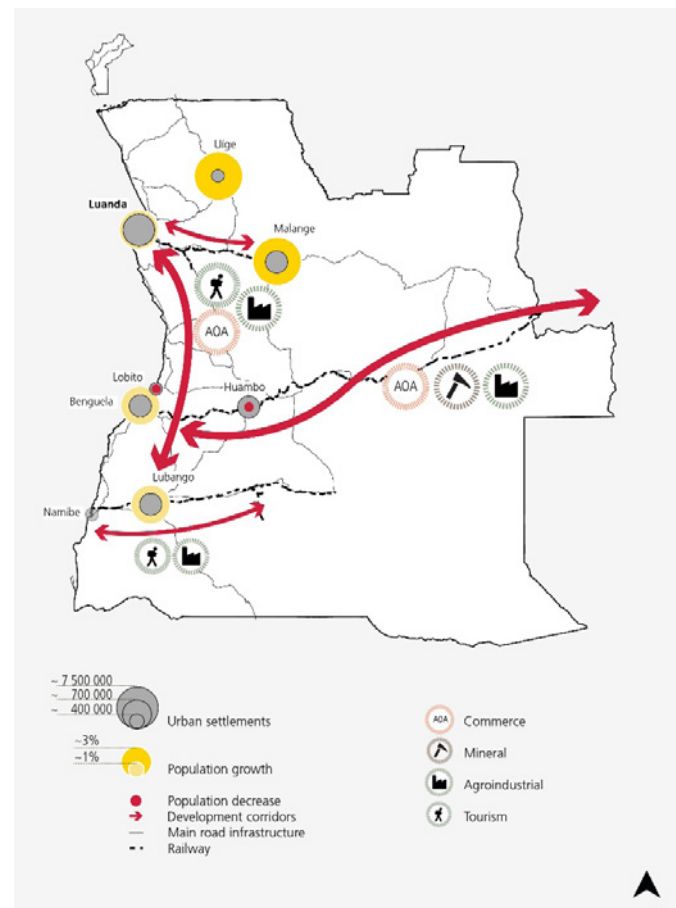 Uíge
Luanda
Malange
AOA
Lobito
Huambo
Benguela
AOA
Lubango
Namibe
~ 7 500 000
~ 700 000
~ 400 000
Urban settlements
~3%
~1%
Population growth
Population decrease
Development corridors
Main road infrastructure
Railway
AOA Commerce
Mineral
Agroindustrial
Tourism